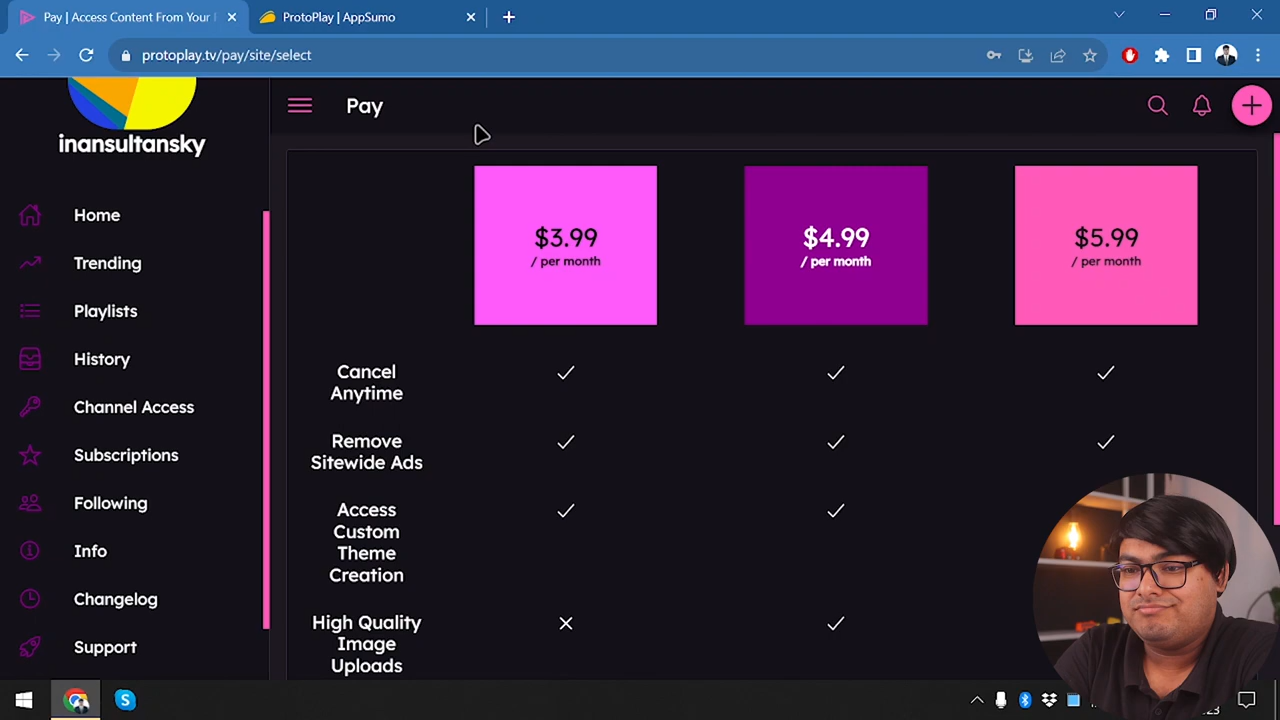 Pay | Access Content From Your
ProtoPlay | AppSumo
protoplay.tv/pay/site/select
inansultansky
Pay
Home
Trending
Playlists
History
Channel Access
Subscriptions
Following
Info
Changelog
Support
$3.99
/ per month
$4.99
/ per month
$5.99
/ per month
Cancel
Anytime
Remove
Sitewide Ads
Access
Custom
Theme
Creation
High Quality
Image
Uploads